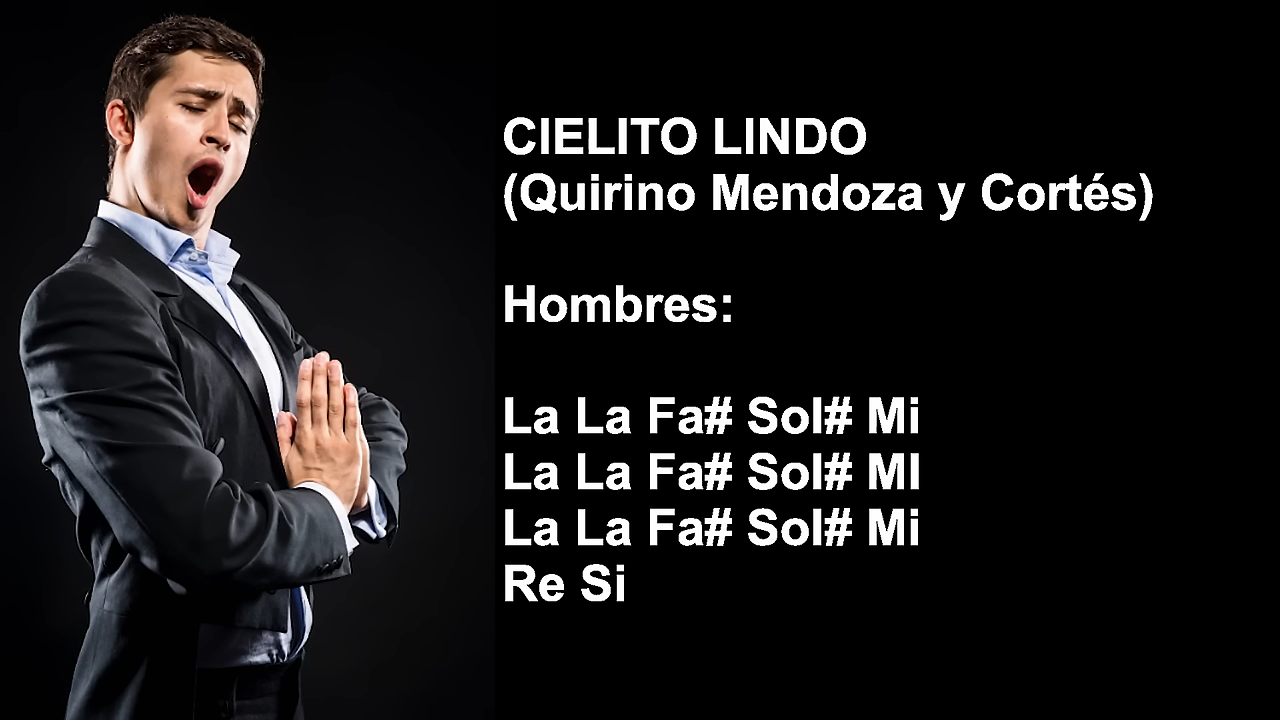 CIELITO LINDO
(Quirino Mendoza y Cortés)
Hombres:
La La Fa# Sol# Mi
La La Fa# Sol# MI
La La Fa# Sol# Mi
Re Si